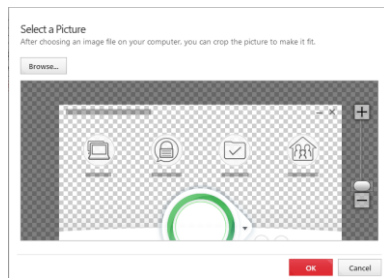 Select a Picture
After choosing an image file on your computer, you can crop the picture to make it fit.
Browse...
OK
Cancel